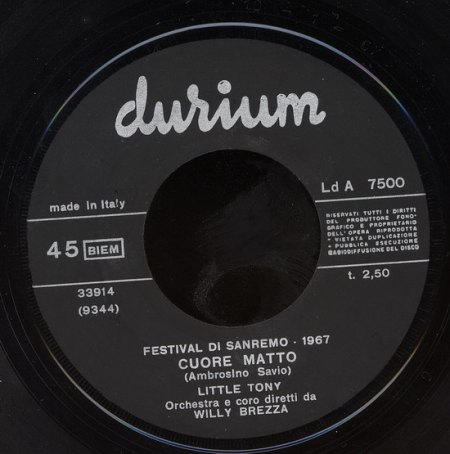 durium
Ld A 7500
made in Italy
RISERVATI TUTTI I DIRITTI
DEL PRODUTTORE FONO-
GRAFICO E PROPRIETARIO
DELL'OPERA RIPRODOTTA
• VIETATA DUPLICAZIONE
• PUBBLICA ESECUZIONE
RADIODIFFUSIONE DEL DISCO
45 BIEM
t. 2,50
33914
(9344)
FESTIVAL DI SANREMO - 1967
CUORE MATTO
(Ambrosino Savio)
LITTLE TONY
Orchestra e coro diretti da
WILLY BREZZA